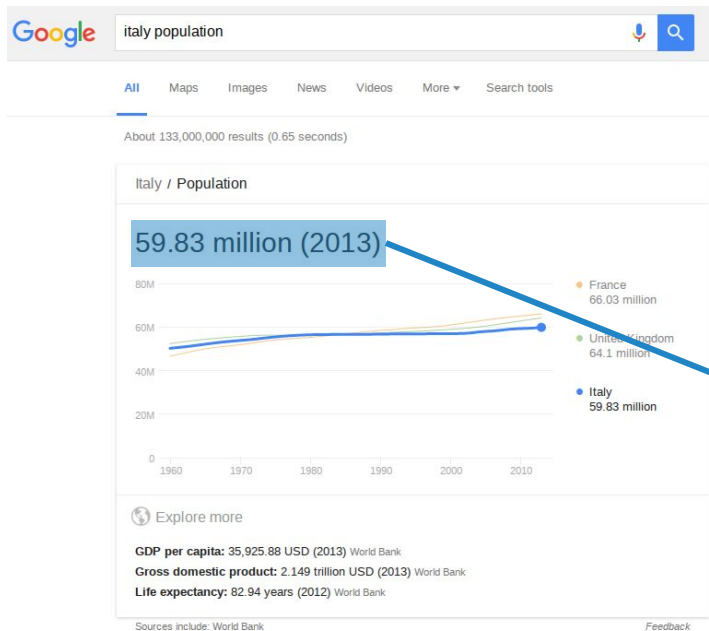 Google italy population
All Maps Images News Videos More Search tools
About 133,000,000 results (0.65 seconds)
Italy / Population
59.83 million (2013)
80M
60M
40M
20M
0
1960 1970 1980 1990 2000 2010
France
66.03 million
United Kingdom
64.1 million
Italy
59.83 million
Explore more
GDP per capita: 35,925.88 USD (2013) World Bank
Gross domestic product: 2.149 trillion USD (2013) World Bank
Life expectancy: 82.94 years (2012) World Bank
Sources include: World Bank Feedback